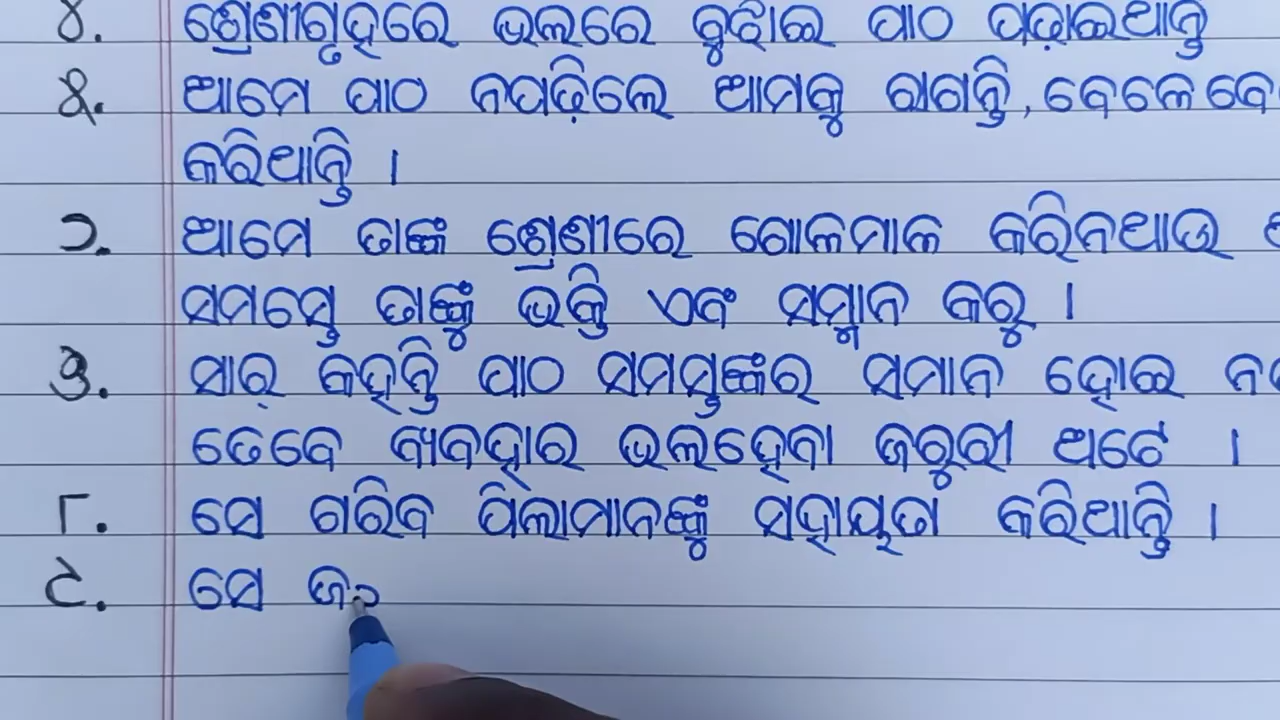 ୪. ଶ୍ରେଣୀଗୃହରେ ଭଲରେ ବୁଝାଇ ପାଠ ପଢ଼ାଇଥାନ୍ତି
୫. ଆମେ ପାଠ ନପଢ଼ିଲେ ଆମକୁ ରାଗନ୍ତି, ବେଳେ
କରିଥାନ୍ତି ।
୬. ଆମେ ତାଙ୍କ ଶ୍ରେଣୀରେ ଗୋଳମାଳ କରିନଥାଉ
ସମସ୍ତେ ତାଙ୍କୁ ଭକ୍ତି ଏବଂ ସମ୍ମାନ କରୁ ।
୭. ସାର୍ କହନ୍ତି ପାଠ ସମସ୍ତଙ୍କର ସମାନ ହୋଇ
ତେବେ ବ୍ୟବହାର ଭଲହେବା ଜରୁରୀ ଅଟେ ।
୮. ସେ ଗରିବ ପିଲାମାନଙ୍କୁ ସହାୟତା କରିଥାନ୍ତି ।
୯. ସେ